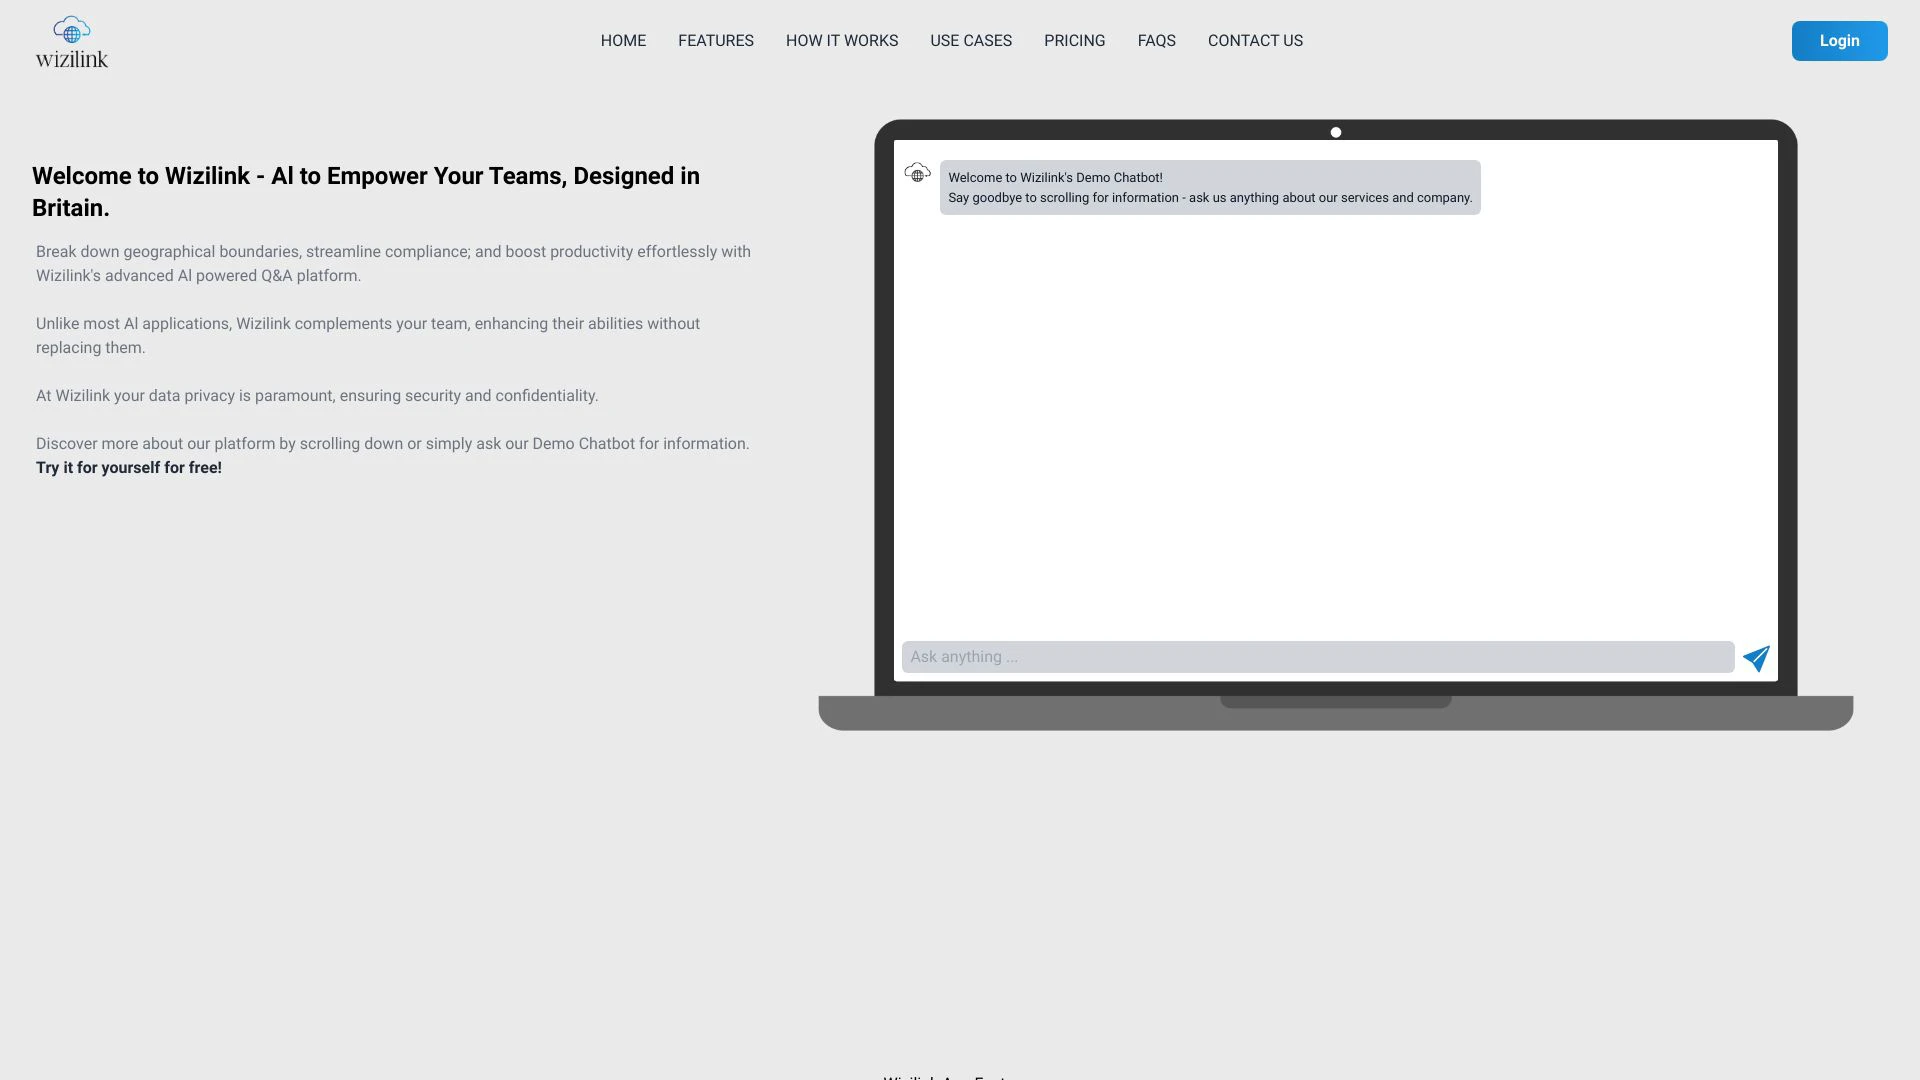 wizilink
HOME
FEATURES
HOW IT WORKS
USE CASES
PRICING
FAQS
CONTACT US
Login
Welcome to Wizilink - Al to Empower Your Teams, Designed in
Britain.
Break down geographical boundaries, streamline compliance; and boost productivity effortlessly with
Wizilink's advanced Al powered Q&A platform.
Unlike most Al applications, Wizilink complements your team, enhancing their abilities without
replacing them.
At Wizilink your data privacy is paramount, ensuring security and confidentiality.
Discover more about our platform by scrolling down or simply ask our Demo Chatbot for information.
Try it for yourself for free!
Welcome to Wizilink's Demo Chatbot!
Say goodbye to scrolling for information - ask us anything about our services and company.
Ask anything ...